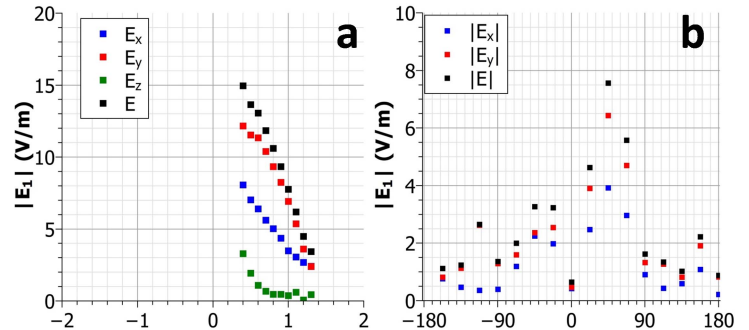 a
E_x
E_y
E_z
E
|E_1| (V/m)
20
15
10
5
0
−2
−1
0
1
2
b
|E_x|
|E_y|
|E|
|E_1| (V/m)
10
8
6
4
2
0
−180
−90
0
90
180